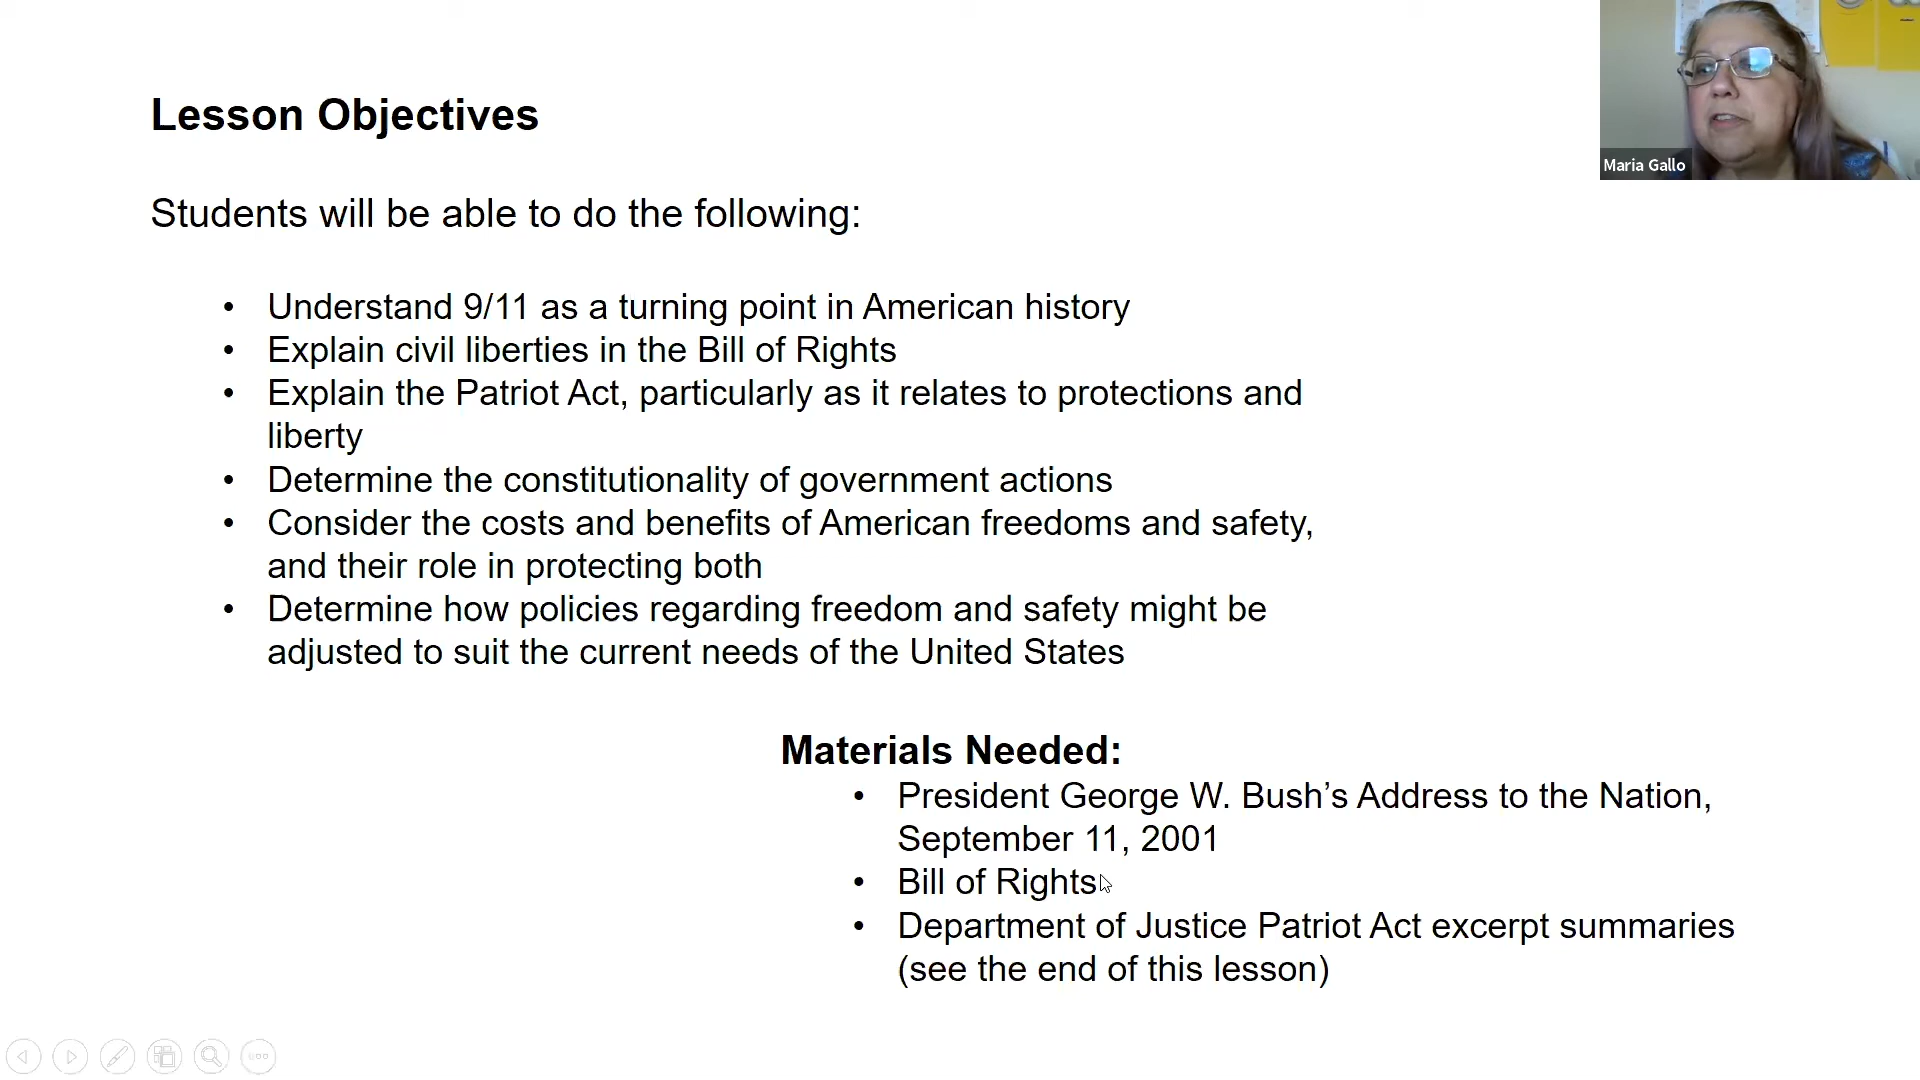 Lesson Objectives
Students will be able to do the following:
• Understand 9/11 as a turning point in American history
• Explain civil liberties in the Bill of Rights
• Explain the Patriot Act, particularly as it relates to protections and
liberty
• Determine the constitutionality of government actions
• Consider the costs and benefits of American freedoms and safety,
and their role in protecting both
• Determine how policies regarding freedom and safety might be
adjusted to suit the current needs of the United States
Materials Needed:
• President George W. Bush’s Address to the Nation,
September 11, 2001
• Bill of Rights
• Department of Justice Patriot Act excerpt summaries
(see the end of this lesson)
Maria Gallo